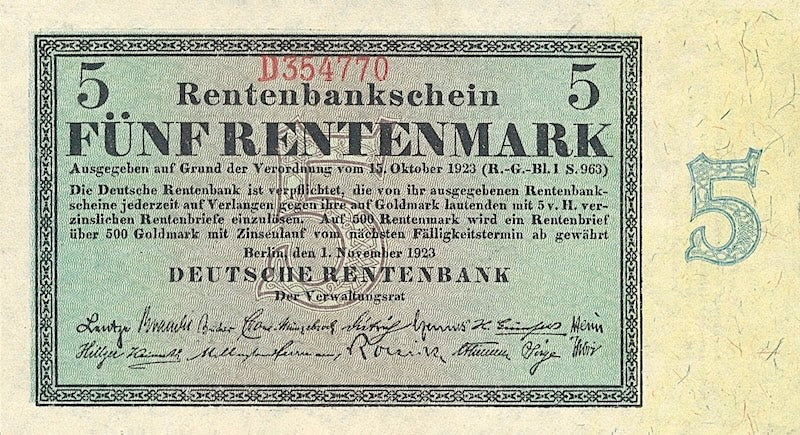 D354770
5 5
Rentenbankschein
FÜNF RENTENMARK
Ausgegeben auf Grund der Verordnung vom 15. Oktober 1923 (R.-G.-Bl. I S. 963)
Die Deutsche Rentenbank ist verpflichtet, die von ihr ausgegebenen Rentenbank-
scheine jederzeit auf Verlangen gegen ihre auf Goldmark lautenden mit 5 v. H. ver-
zinslichen Rentenbriefe einzulösen. Auf 500 Rentenmark wird ein Rentenbrief
über 500 Goldmark mit Zinsenlauf vom nächsten Fälligkeitstermin ab gewährt
Berlin, den 1. November 1923
DEUTSCHE RENTENBANK
Der Verwaltungsrat
Lentze
Hillger
5
5